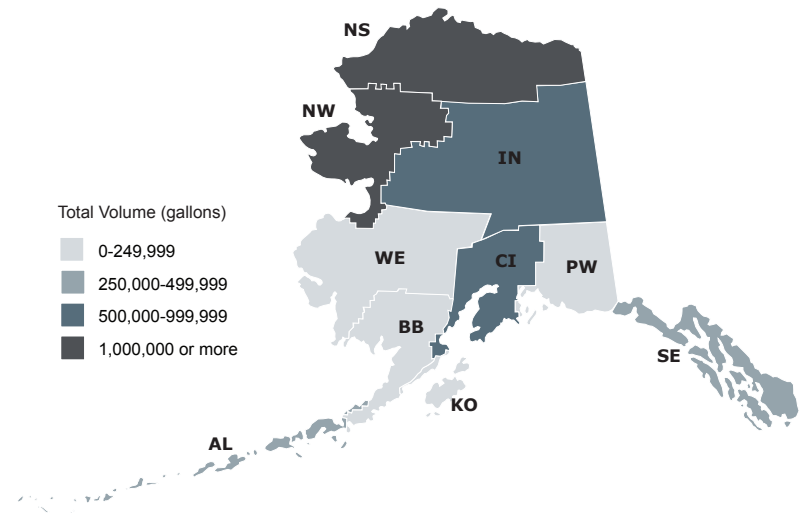 NS
NW
IN
Total Volume (gallons)
0-249,999
250,000-499,999
500,000-999,999
1,000,000 or more
WE
CI
PW
BB
SE
KO
AL